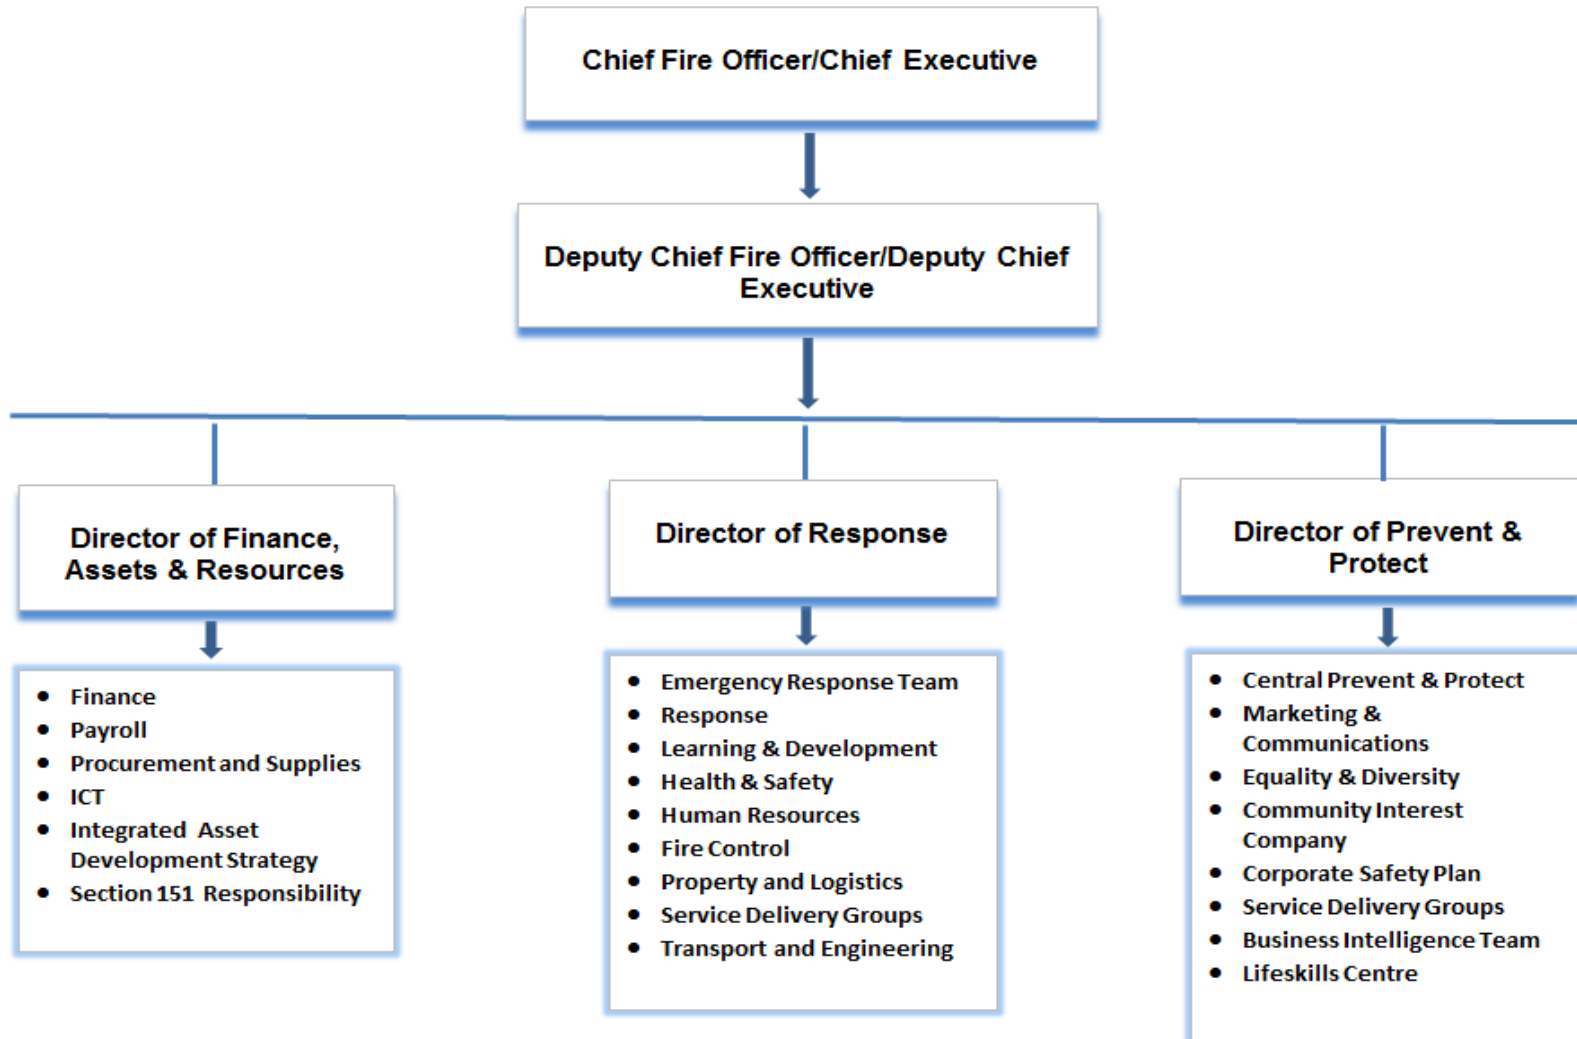 Chief Fire Officer/Chief Executive
Deputy Chief Fire Officer/Deputy Chief
Executive
Director of Finance,
Assets & Resources
Director of Response
Director of Prevent &
Protect
• Finance
• Payroll
• Procurement and Supplies
• ICT
• Integrated Asset
Development Strategy
• Section 151 Responsibility
• Emergency Response Team
• Response
• Learning & Development
• Health & Safety
• Human Resources
• Fire Control
• Property and Logistics
• Service Delivery Groups
• Transport and Engineering
• Central Prevent & Protect
• Marketing &
Communications
• Equality & Diversity
• Community Interest
Company
• Corporate Safety Plan
• Service Delivery Groups
• Business Intelligence Team
• Lifeskills Centre